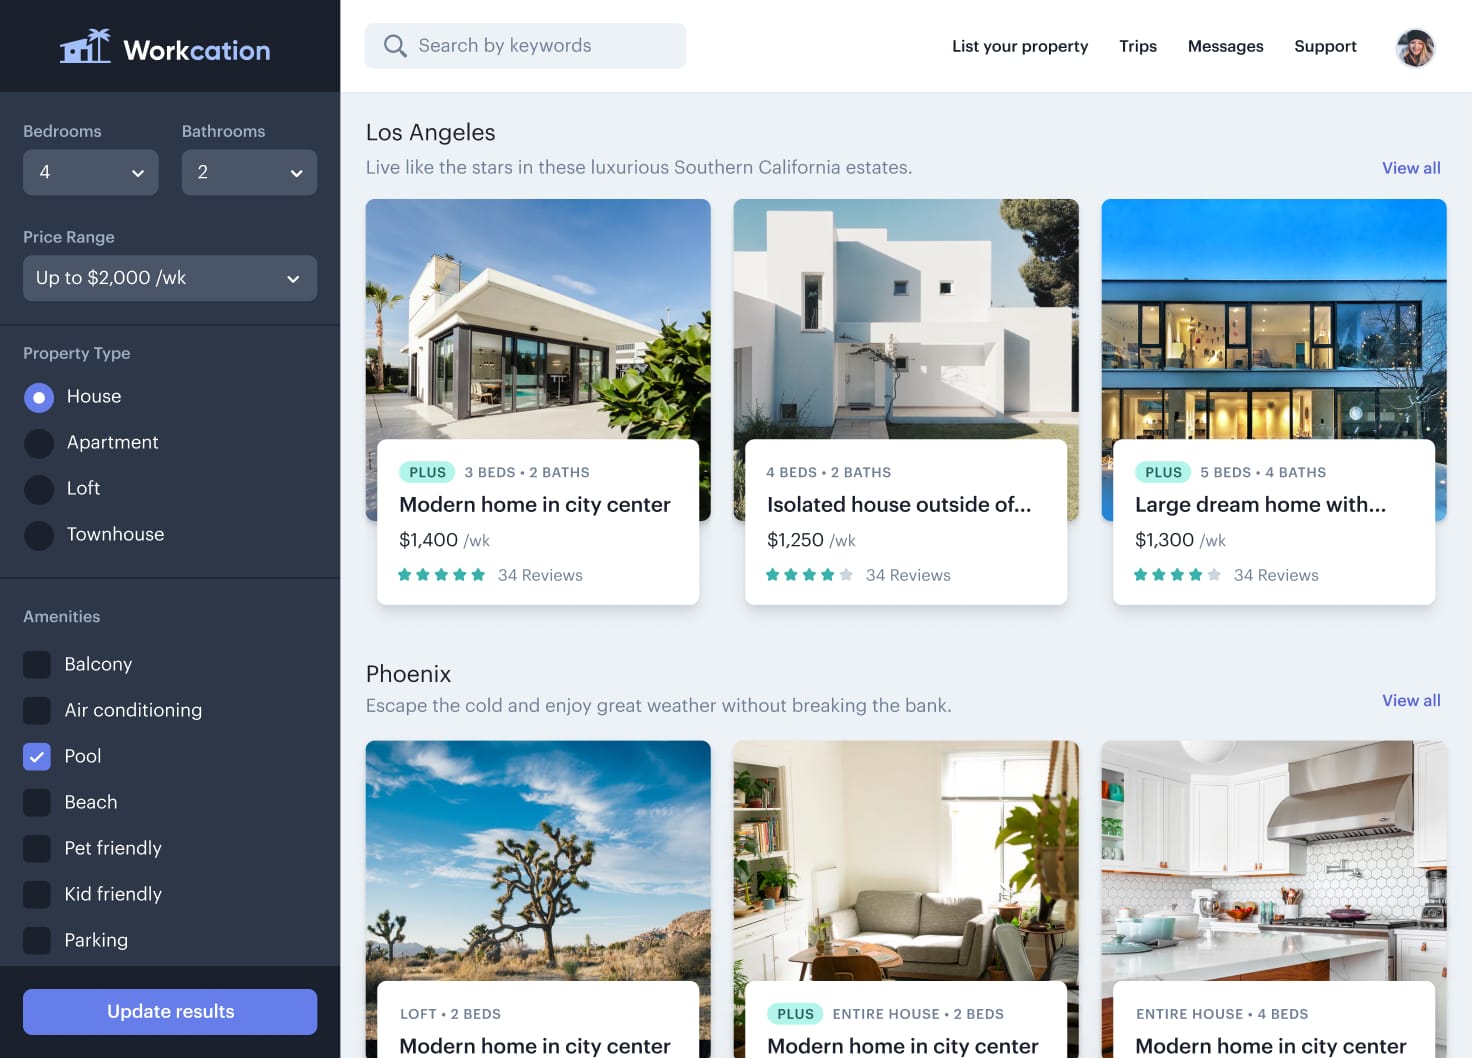 Workcation
Search by keywords
List your property
Trips
Messages
Support
Bedrooms
Bathrooms
4
2
Price Range
Up to $2,000 /wk
Property Type
House
Apartment
Loft
Townhouse
Amenities
Balcony
Air conditioning
Pool
Beach
Pet friendly
Kid friendly
Parking
Update results
Los Angeles
Live like the stars in these luxurious Southern California estates.
View all
PLUS 3 BEDS • 2 BATHS
Modern home in city center
$1,400 /wk
34 Reviews
4 BEDS • 2 BATHS
Isolated house outside of...
$1,250 /wk
34 Reviews
PLUS 5 BEDS • 4 BATHS
Large dream home with...
$1,300 /wk
34 Reviews
Phoenix
Escape the cold and enjoy great weather without breaking the bank.
View all
LOFT • 2 BEDS
Modern home in city center
PLUS ENTIRE HOUSE • 2 BEDS
Modern home in city center
ENTIRE HOUSE • 4 BEDS
Modern home in city center